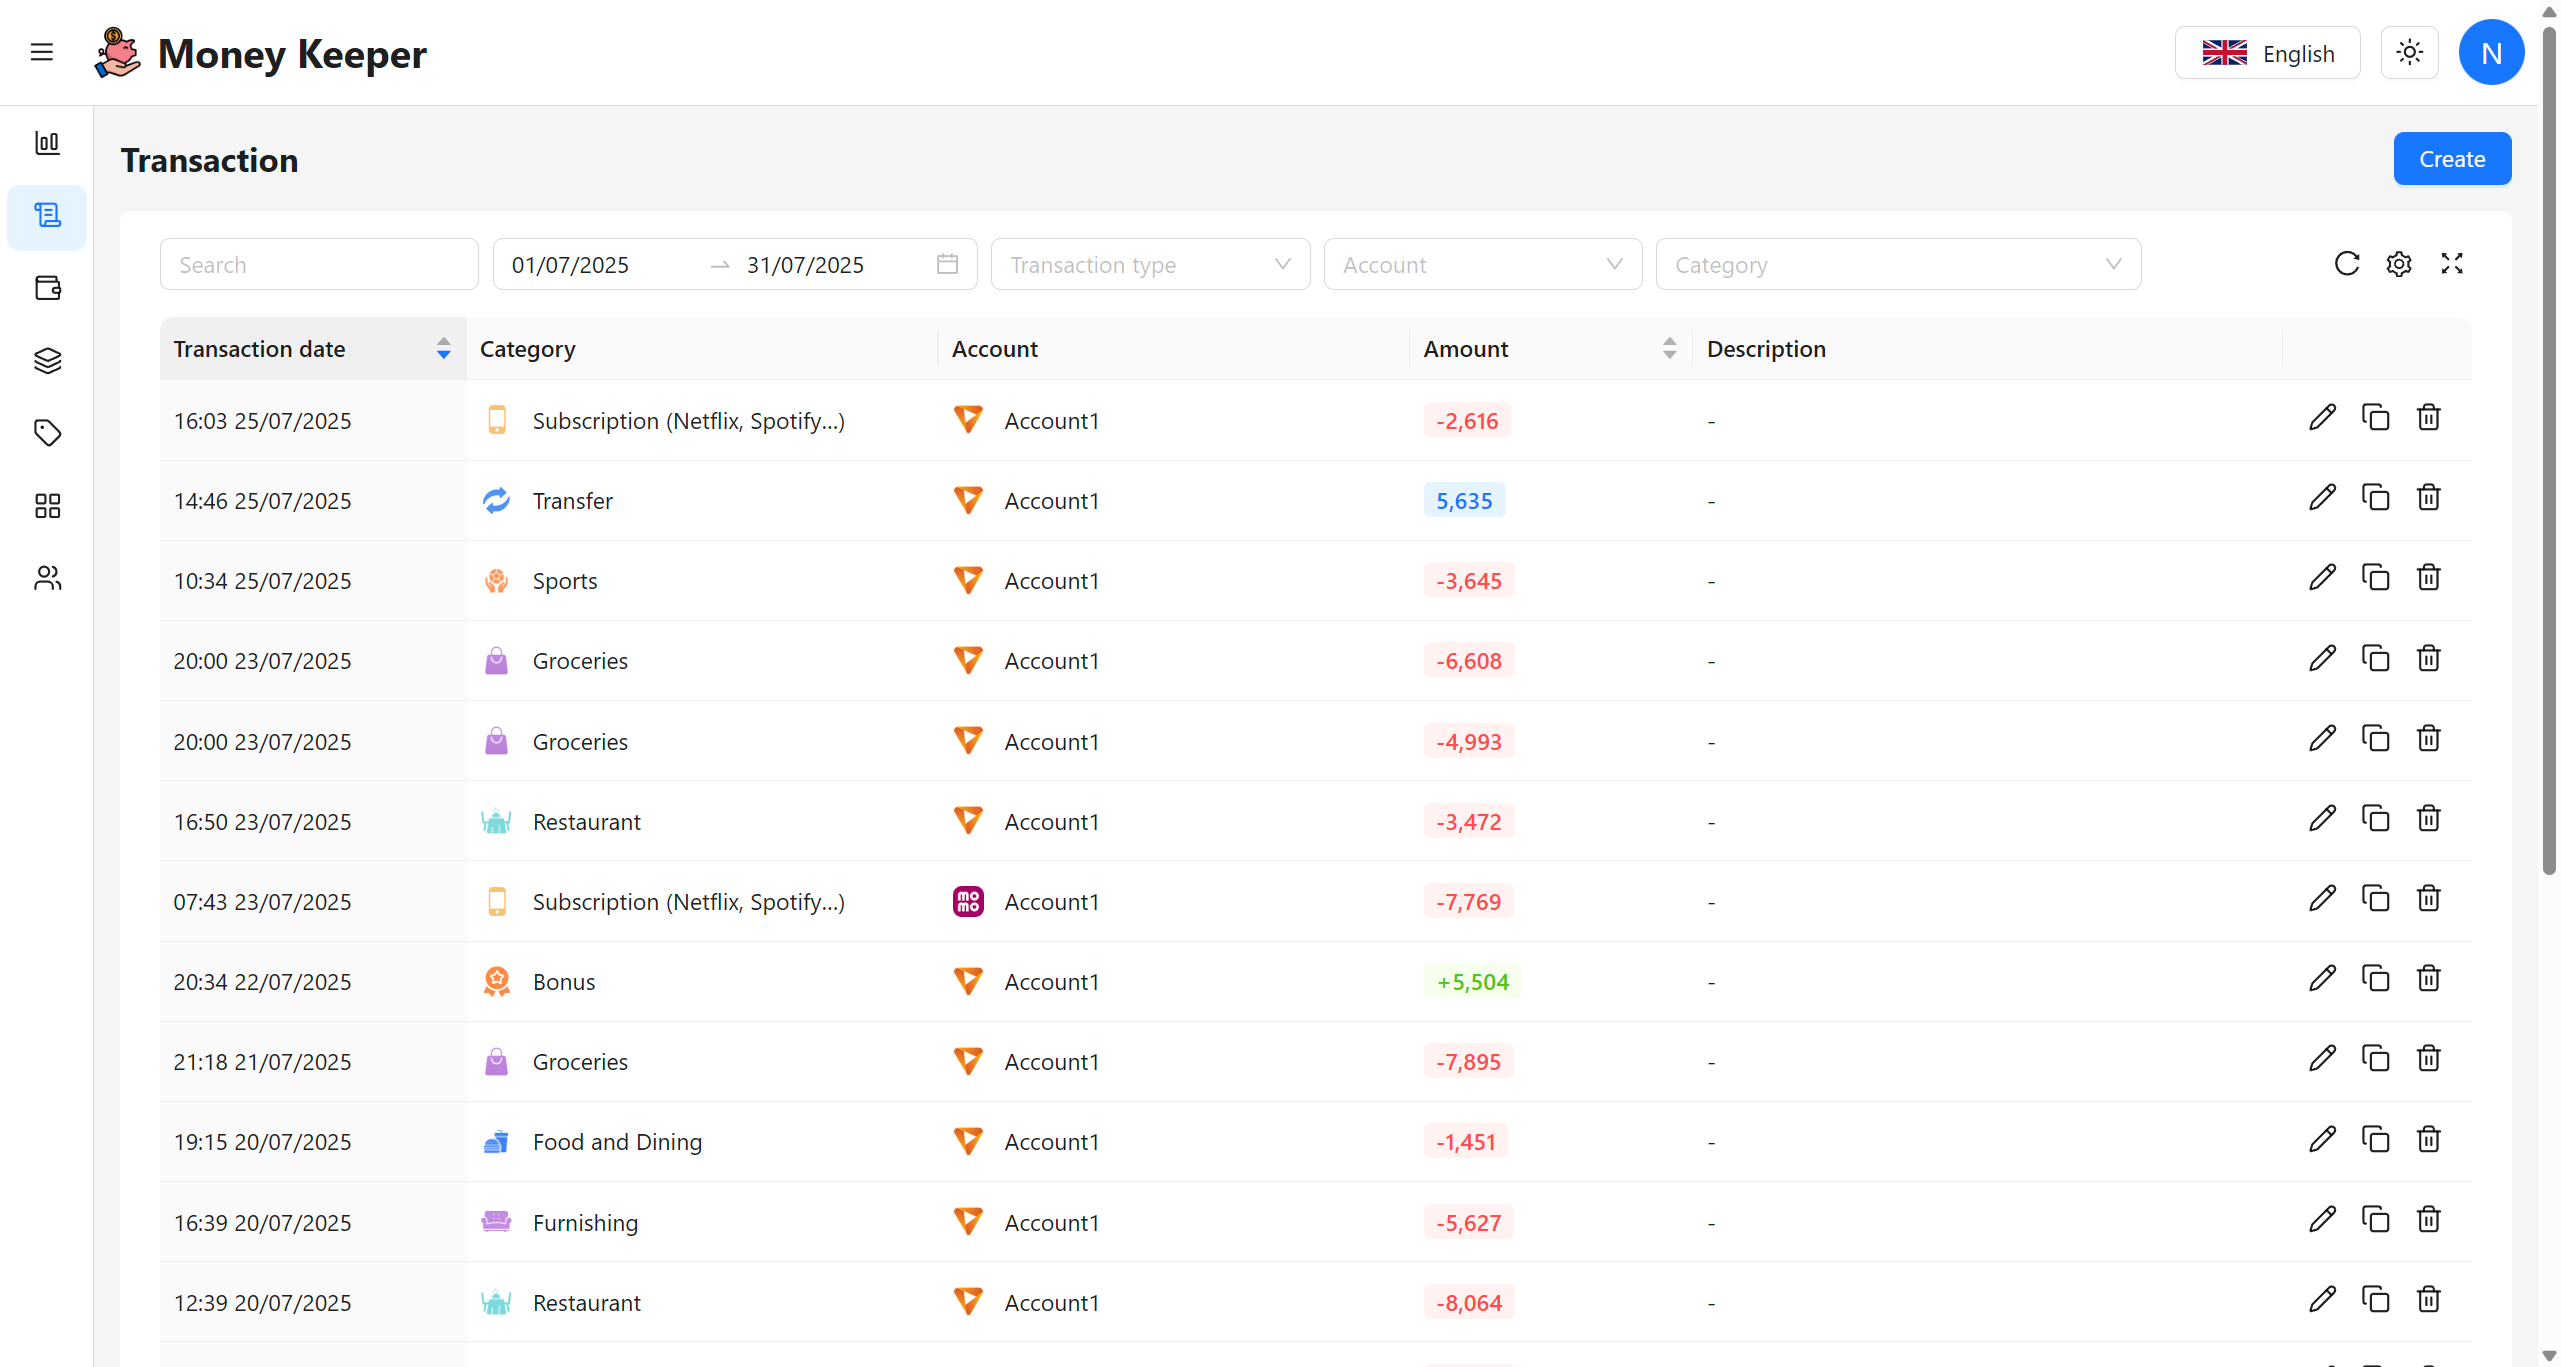 Money Keeper
English
N
Transaction
Create
Search
01/07/2025
31/07/2025
Transaction type
Account
Category
Transaction date Category Account Amount Description
16:03 25/07/2025 Subscription (Netflix, Spotify...) Account1 -2,616 -
14:46 25/07/2025 Transfer Account1 5,635 -
10:34 25/07/2025 Sports Account1 -3,645 -
20:00 23/07/2025 Groceries Account1 -6,608 -
20:00 23/07/2025 Groceries Account1 -4,993 -
16:50 23/07/2025 Restaurant Account1 -3,472 -
07:43 23/07/2025 Subscription (Netflix, Spotify...) mo mo Account1 -7,769 -
20:34 22/07/2025 Bonus Account1 +5,504 -
21:18 21/07/2025 Groceries Account1 -7,895 -
19:15 20/07/2025 Food and Dining Account1 -1,451 -
16:39 20/07/2025 Furnishing Account1 -5,627 -
12:39 20/07/2025 Restaurant Account1 -8,064 -